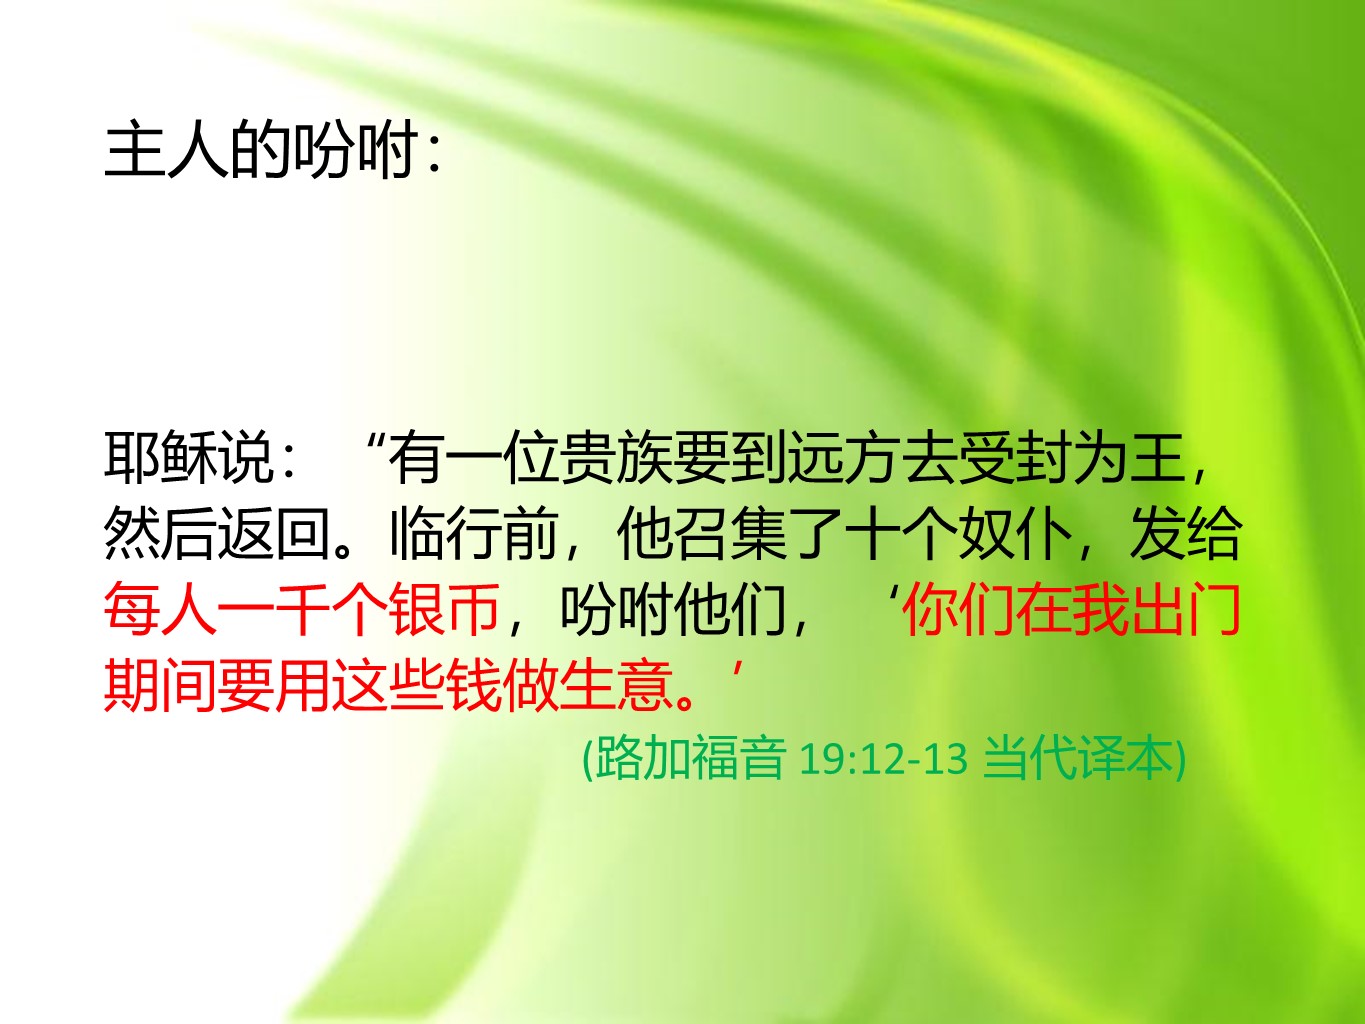 主人的吩咐：
耶稣说：“有一位贵族要到远方去受封为王，
然后返回。临行前，他召集了十个奴仆，发给
每人一千个银币，吩咐他们，‘你们在我出门
期间要用这些钱做生意。’
(路加福音 19:12-13 当代译本)